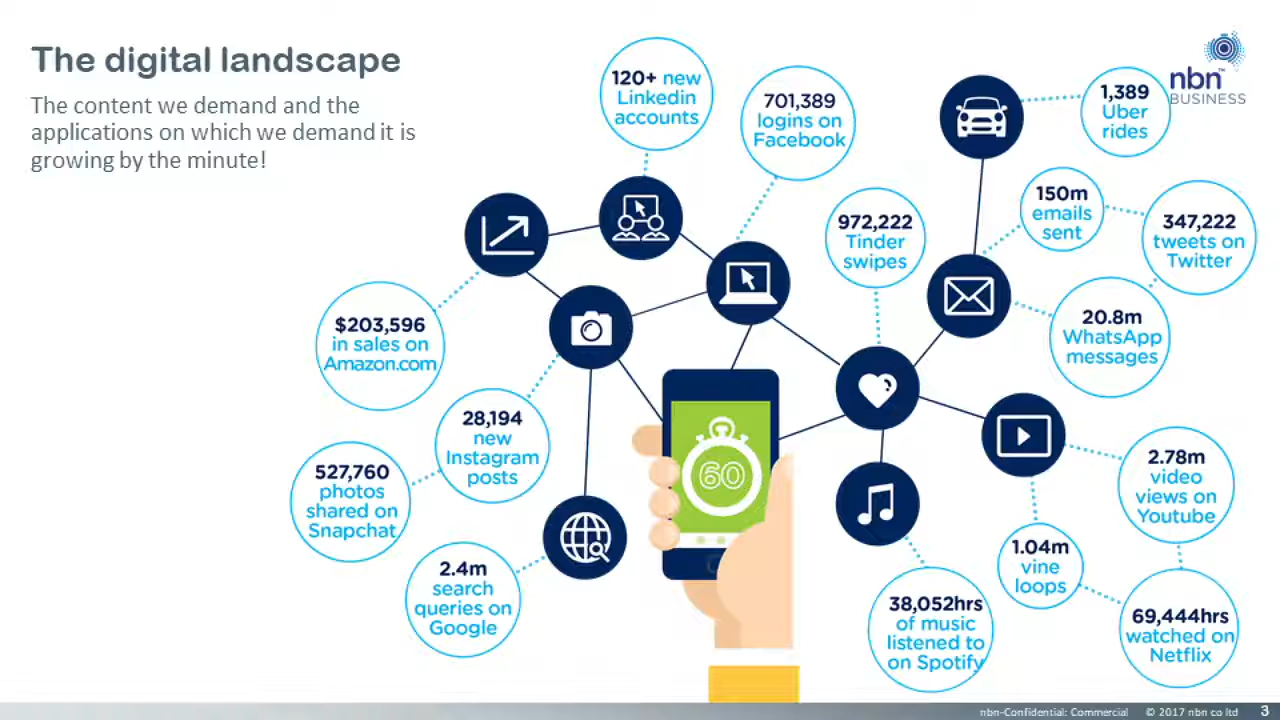 The digital landscape
The content we demand and the
applications on which we demand it is
growing by the minute!
nbn™
BUSINESS
120+ new
Linkedin
accounts
701,389
logins on
Facebook
1,389
Uber
rides
150m
emails
sent
347,222
tweets on
Twitter
972,222
Tinder
swipes
20.8m
WhatsApp
messages
$203,596
in sales on
Amazon.com
28,194
new
Instagram
posts
527,760
photos
shared on
Snapchat
2.4m
search
queries on
Google
60
2.78m
video
views on
Youtube
1.04m
vine
loops
38,052hrs
of music
listened to
on Spotify
69,444hrs
watched on
Netflix
nbn-Confidential: Commercial © 2017 nbn co ltd 3